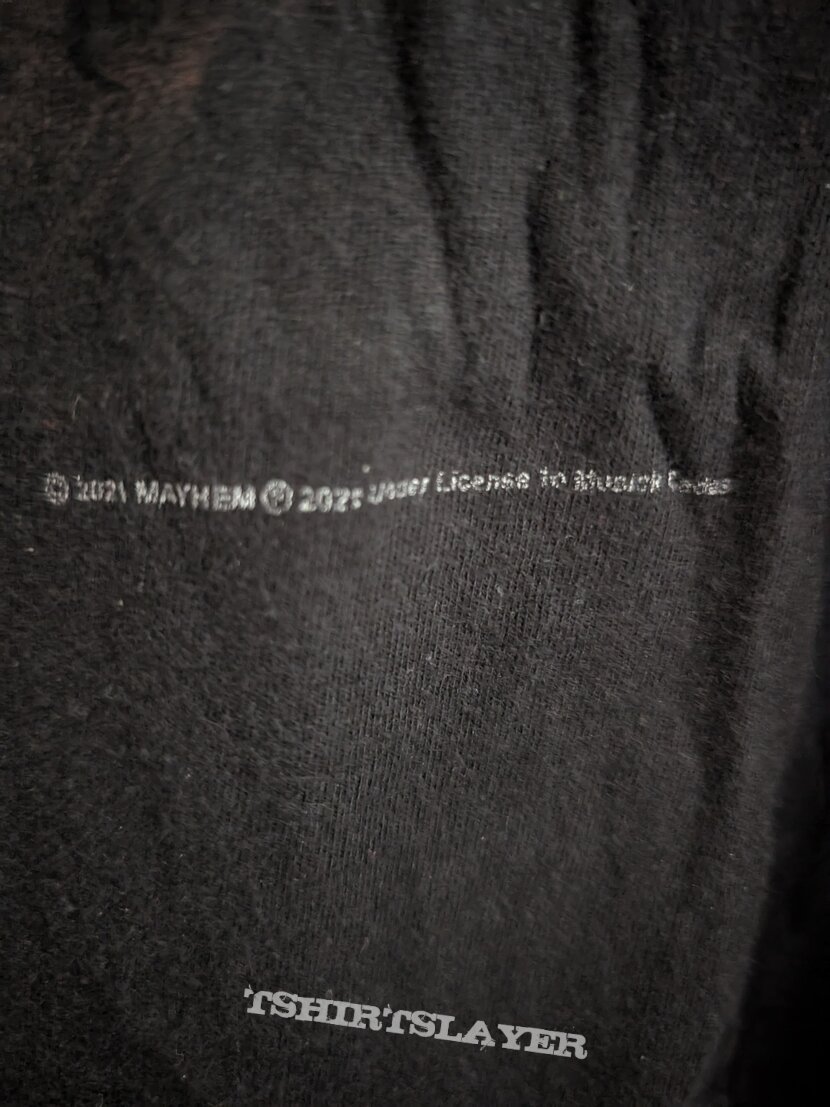 © 2021 MAYHEM ℗ 2021 Under License to
TSHIRTSLAYER